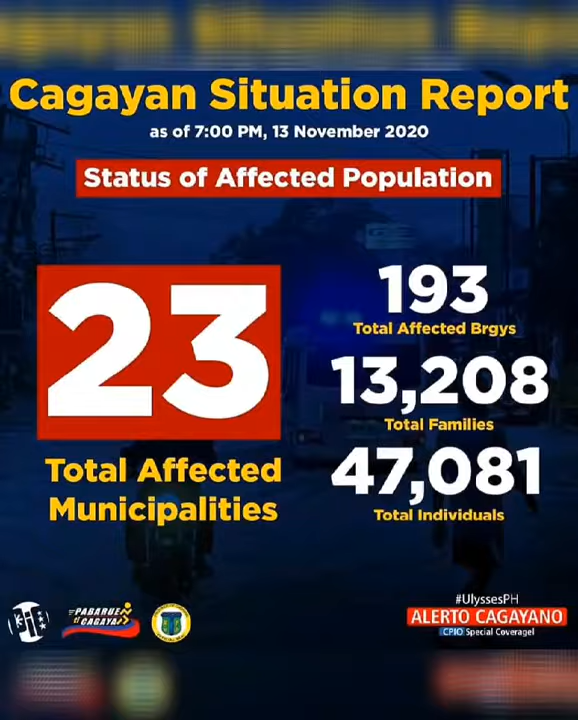 Cagayan Situation Report
as of 7:00 PM, 13 November 2020
Status of Affected Population
23
Total Affected
Municipalities
193
Total Affected Brgys
13,208
Total Families
47,081
Total Individuals
#UlyssesPH
ALERTO CAGAYANO
CPIO Special Coverage!